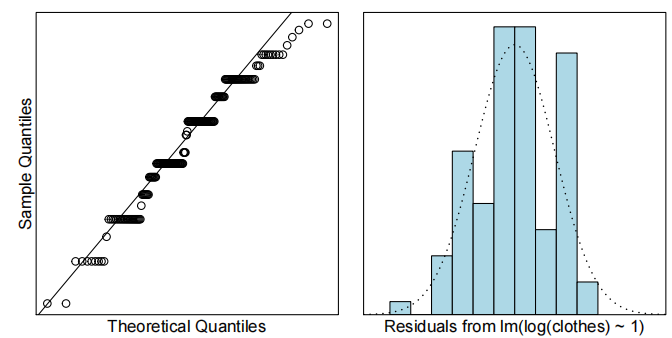 Sample Quantiles
Theoretical Quantiles
Residuals from lm(log(clothes) ~ 1)